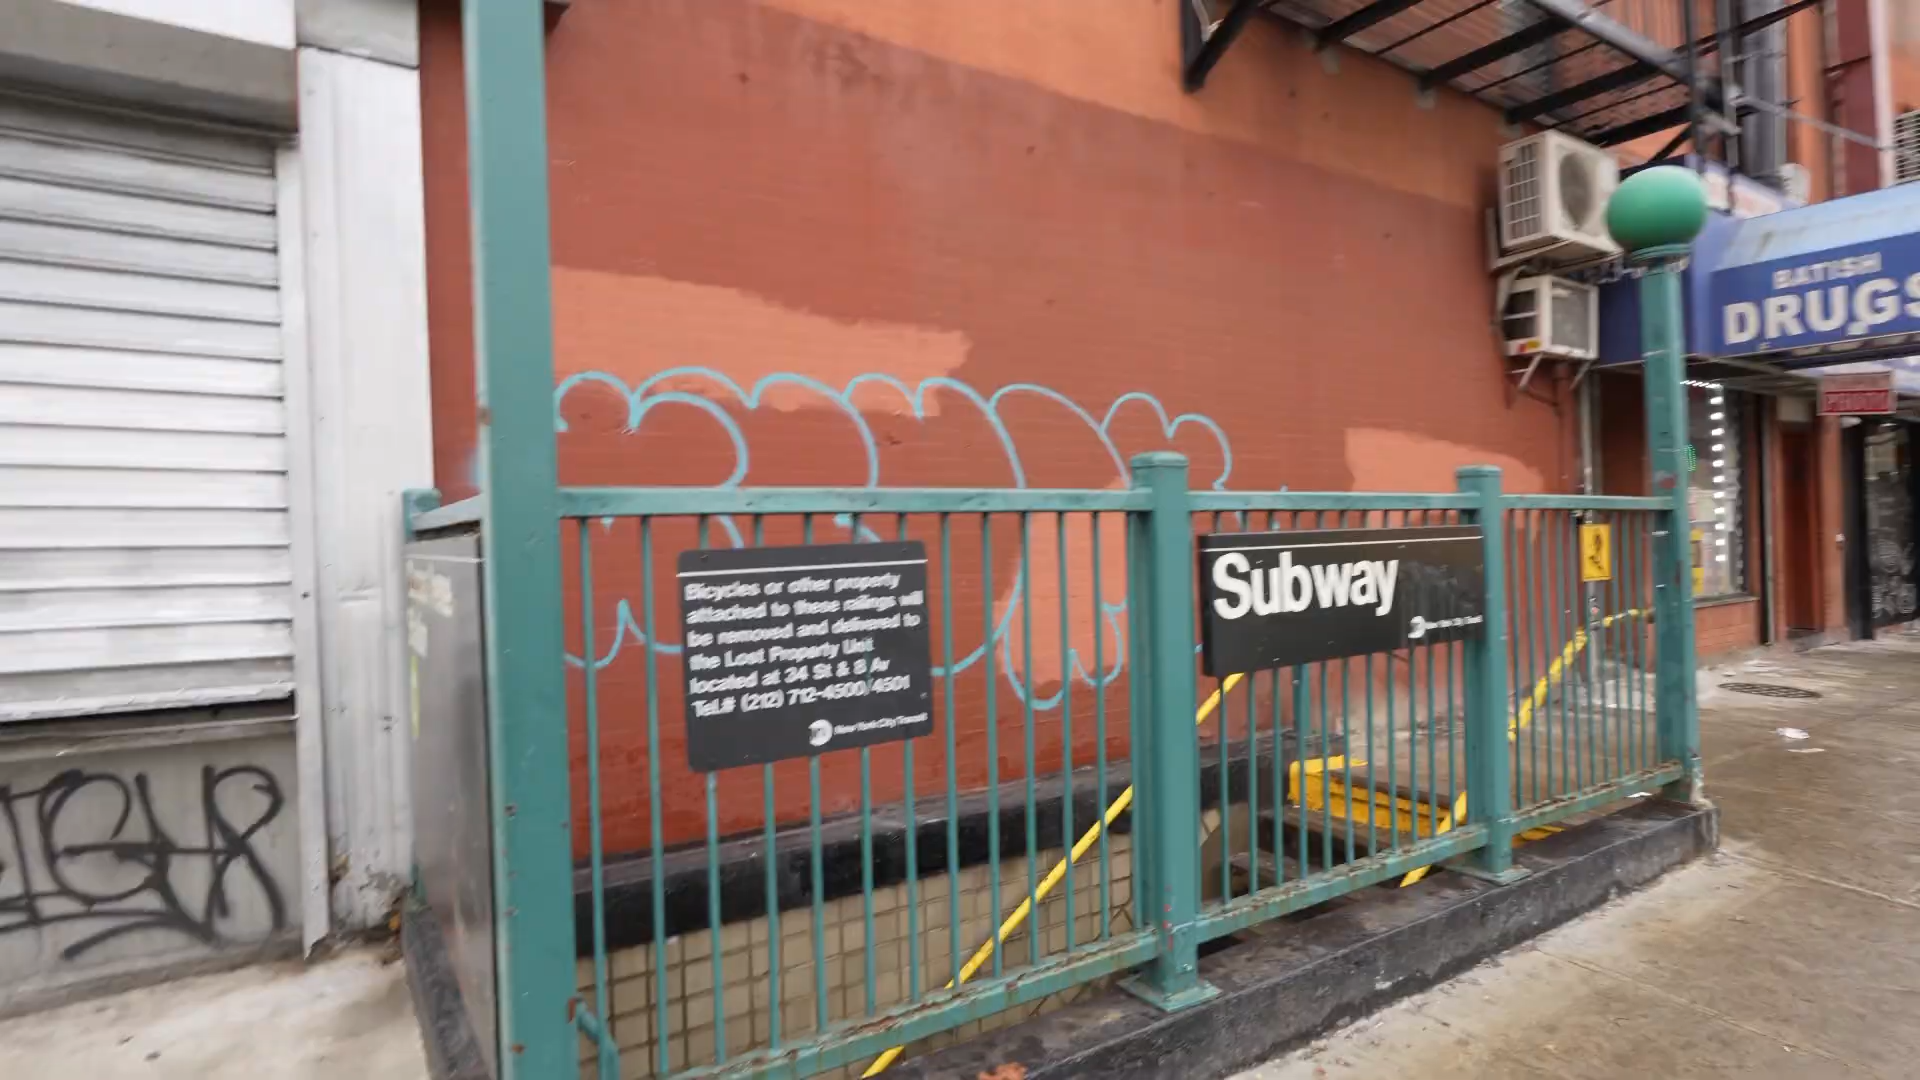 Bicycles or other property
attached to these railings will
be removed and delivered to
the Lost Property Unit
located at 34 St & 8 Av
Tel.# (212) 712-4500/4501
New York City Transit
Subway
New York City Transit
BATISH
DRUGS